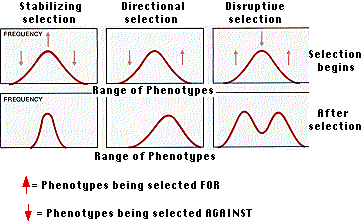 Stabilizing selection
Directional selection
Disruptive selection
FREQUENCY
Selection begins
Range of Phenotypes
FREQUENCY
After selection
Range of Phenotypes
= Phenotypes being selected FOR
= Phenotypes being selected AGAINST